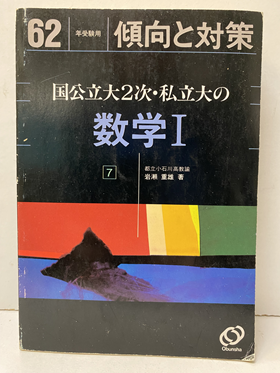 62 年受験用 傾向と対策
国公立大2次・私立大の
数学I
7
都立小石川高教諭
岩瀬 重雄 著
Obunsha